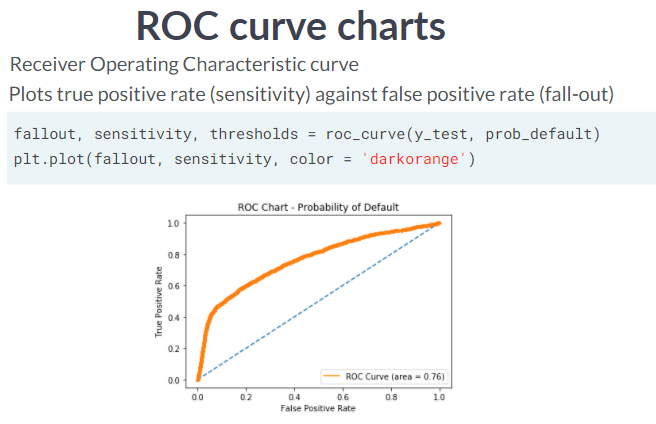 ROC curve charts
Receiver Operating Characteristic curve
Plots true positive rate (sensitivity) against false positive rate (fall-out)
fallout, sensitivity, thresholds = roc_curve(y_test, prob_default)
plt.plot(fallout, sensitivity, color = 'darkorange')
ROC Chart - Probability of Default
True Positive Rate
1.0
0.8
0.6
0.4
0.2
0.0
ROC Curve (area = 0.76)
0.0 0.2 0.4 0.6 0.8 1.0
False Positive Rate